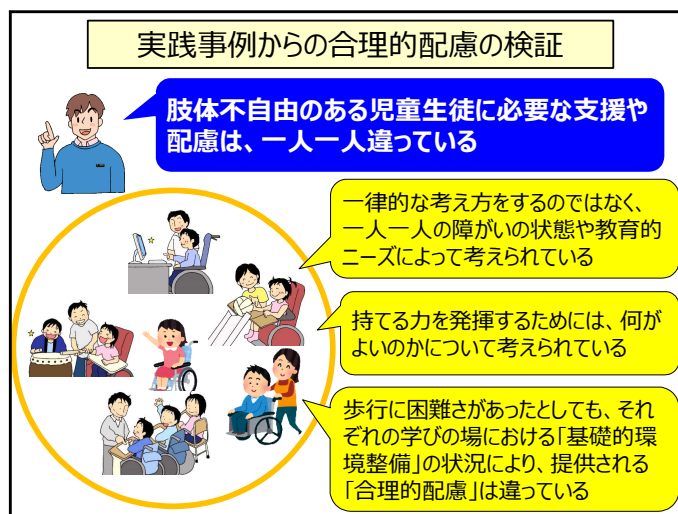 実践事例からの合理的配慮の検証
肢体不自由のある児童生徒に必要な支援や
配慮は、一人一人違っている
一律的な考え方をするのではなく、
一人一人の障がいの状態や教育的
ニーズによって考えられている
持てる力を発揮するためには、何が
よいのかについて考えられている
歩行に困難さがあったとしても、それ
ぞれの学びの場における「基礎的環
境整備」の状況により、提供される
「合理的配慮」は違っている